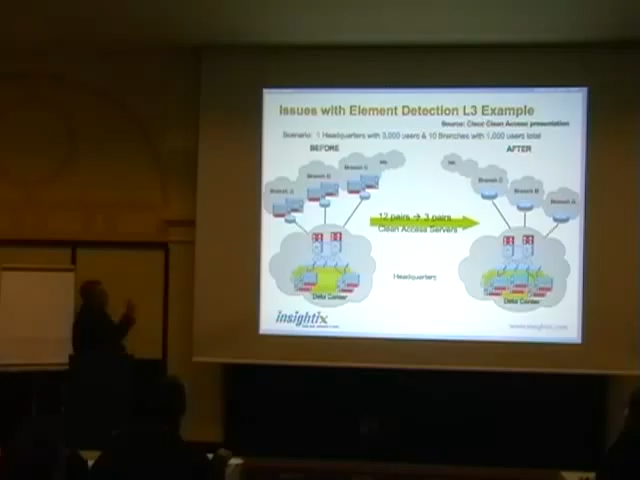 Issues with Element Detection L3 Example
Source: Cisco Clean Access presentation
Scenario: 1 Headquarters with 3,000 users & 10 Branches with 1,000 users total
BEFORE
AFTER
Branch A
Branch B
Branch C
Branch C
Branch B
Branch A
12 pairs → 3 pairs
Clean Access Servers
Headquarters
Data Center
Data Center
insightix
www.insightix.com